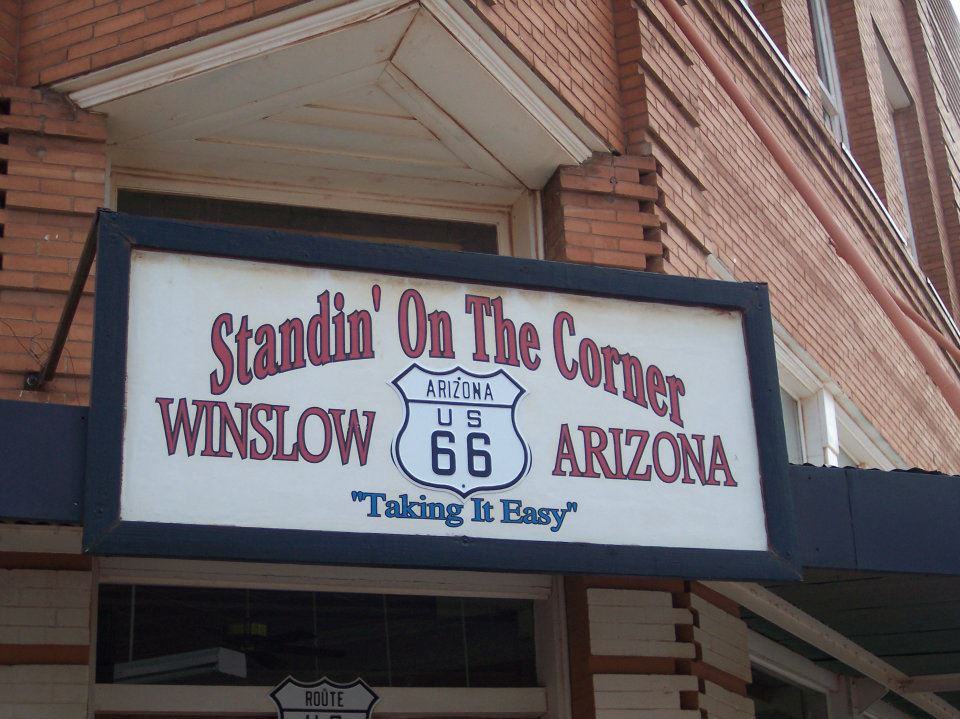 Standin' On The Corner
WINSLOW ARIZONA
ARIZONA
US
66
"Taking It Easy"
ROUTE
U S